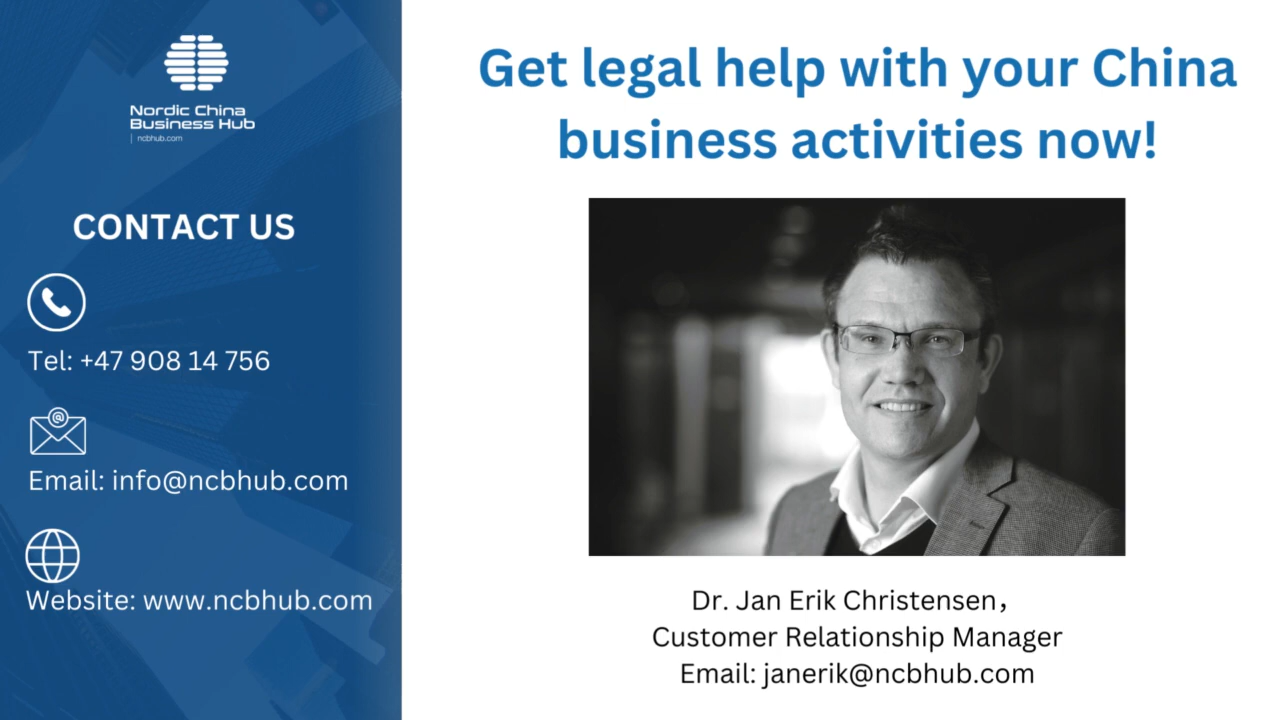 Nordic China
Business Hub
ncbhub.com
CONTACT US
Tel: +47 908 14 756
@
Email: info@ncbhub.com
Website: www.ncbhub.com
Get legal help with your China
business activities now!
Dr. Jan Erik Christensen，
Customer Relationship Manager
Email: janerik@ncbhub.com